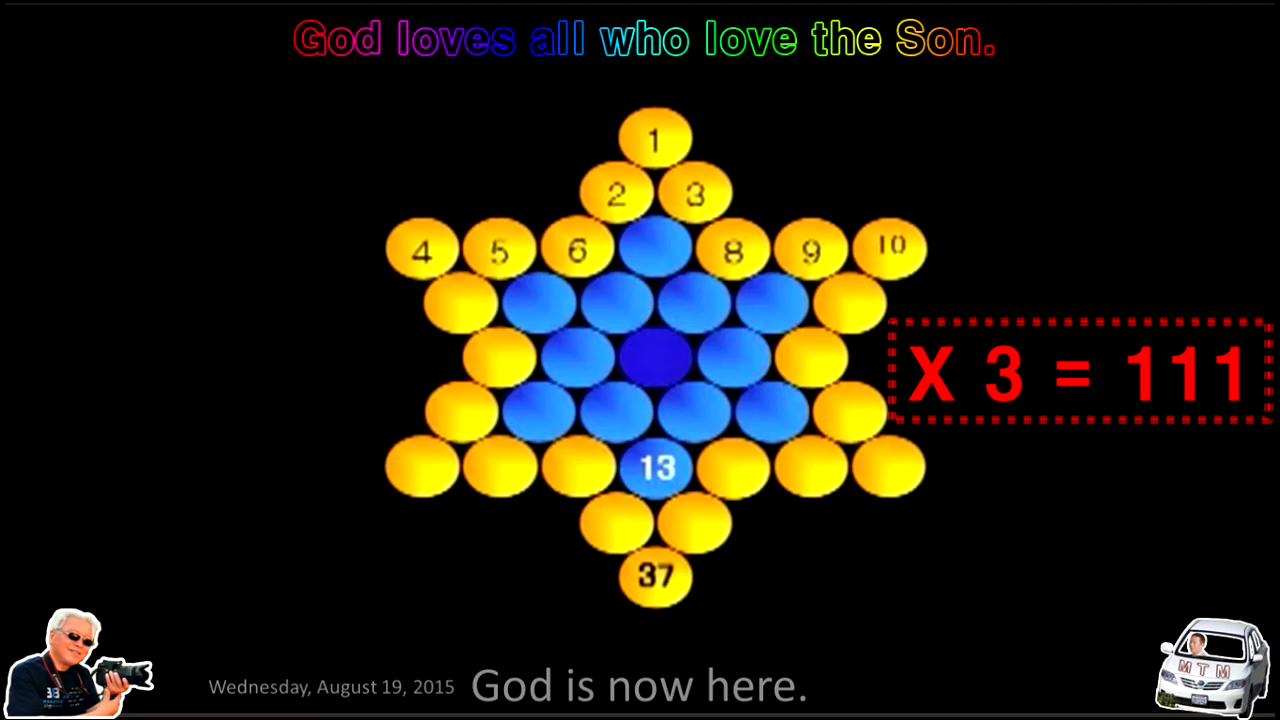 God loves all who love the Son.
1
2 3
4 5 6 8 9 10
X 3 = 111
13
37
MTM
Wednesday, August 19, 2015 God is now here.